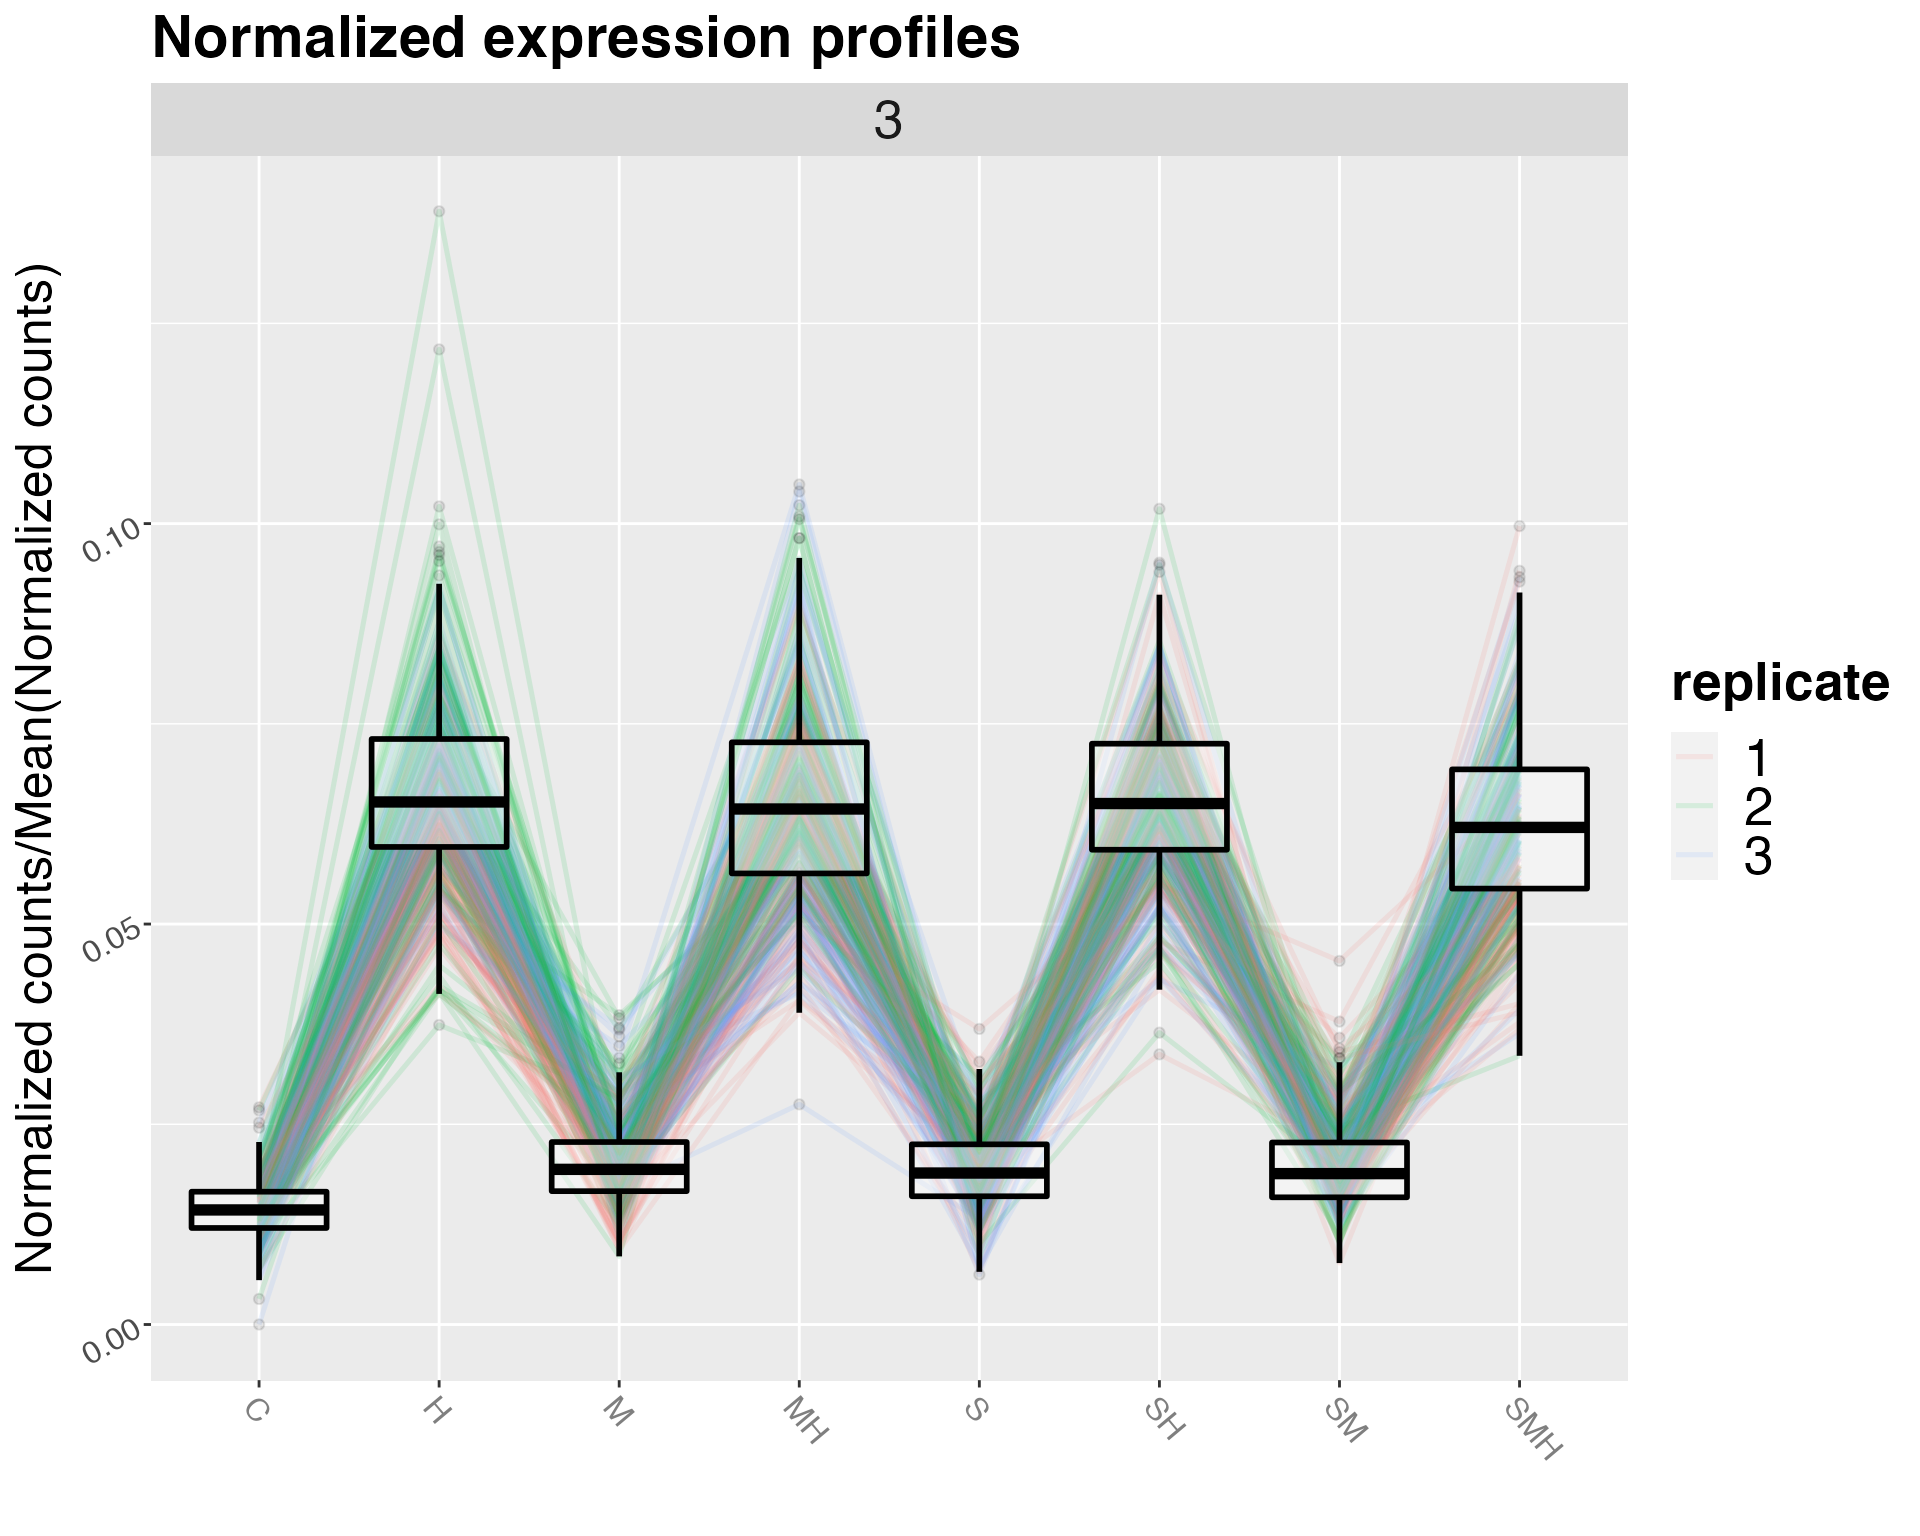 Normalized expression profiles
3
Normalized counts/Mean(Normalized counts)
0.10
0.05
0.00
C
H
M
MH
S
SH
SM
SMH
replicate
1
2
3